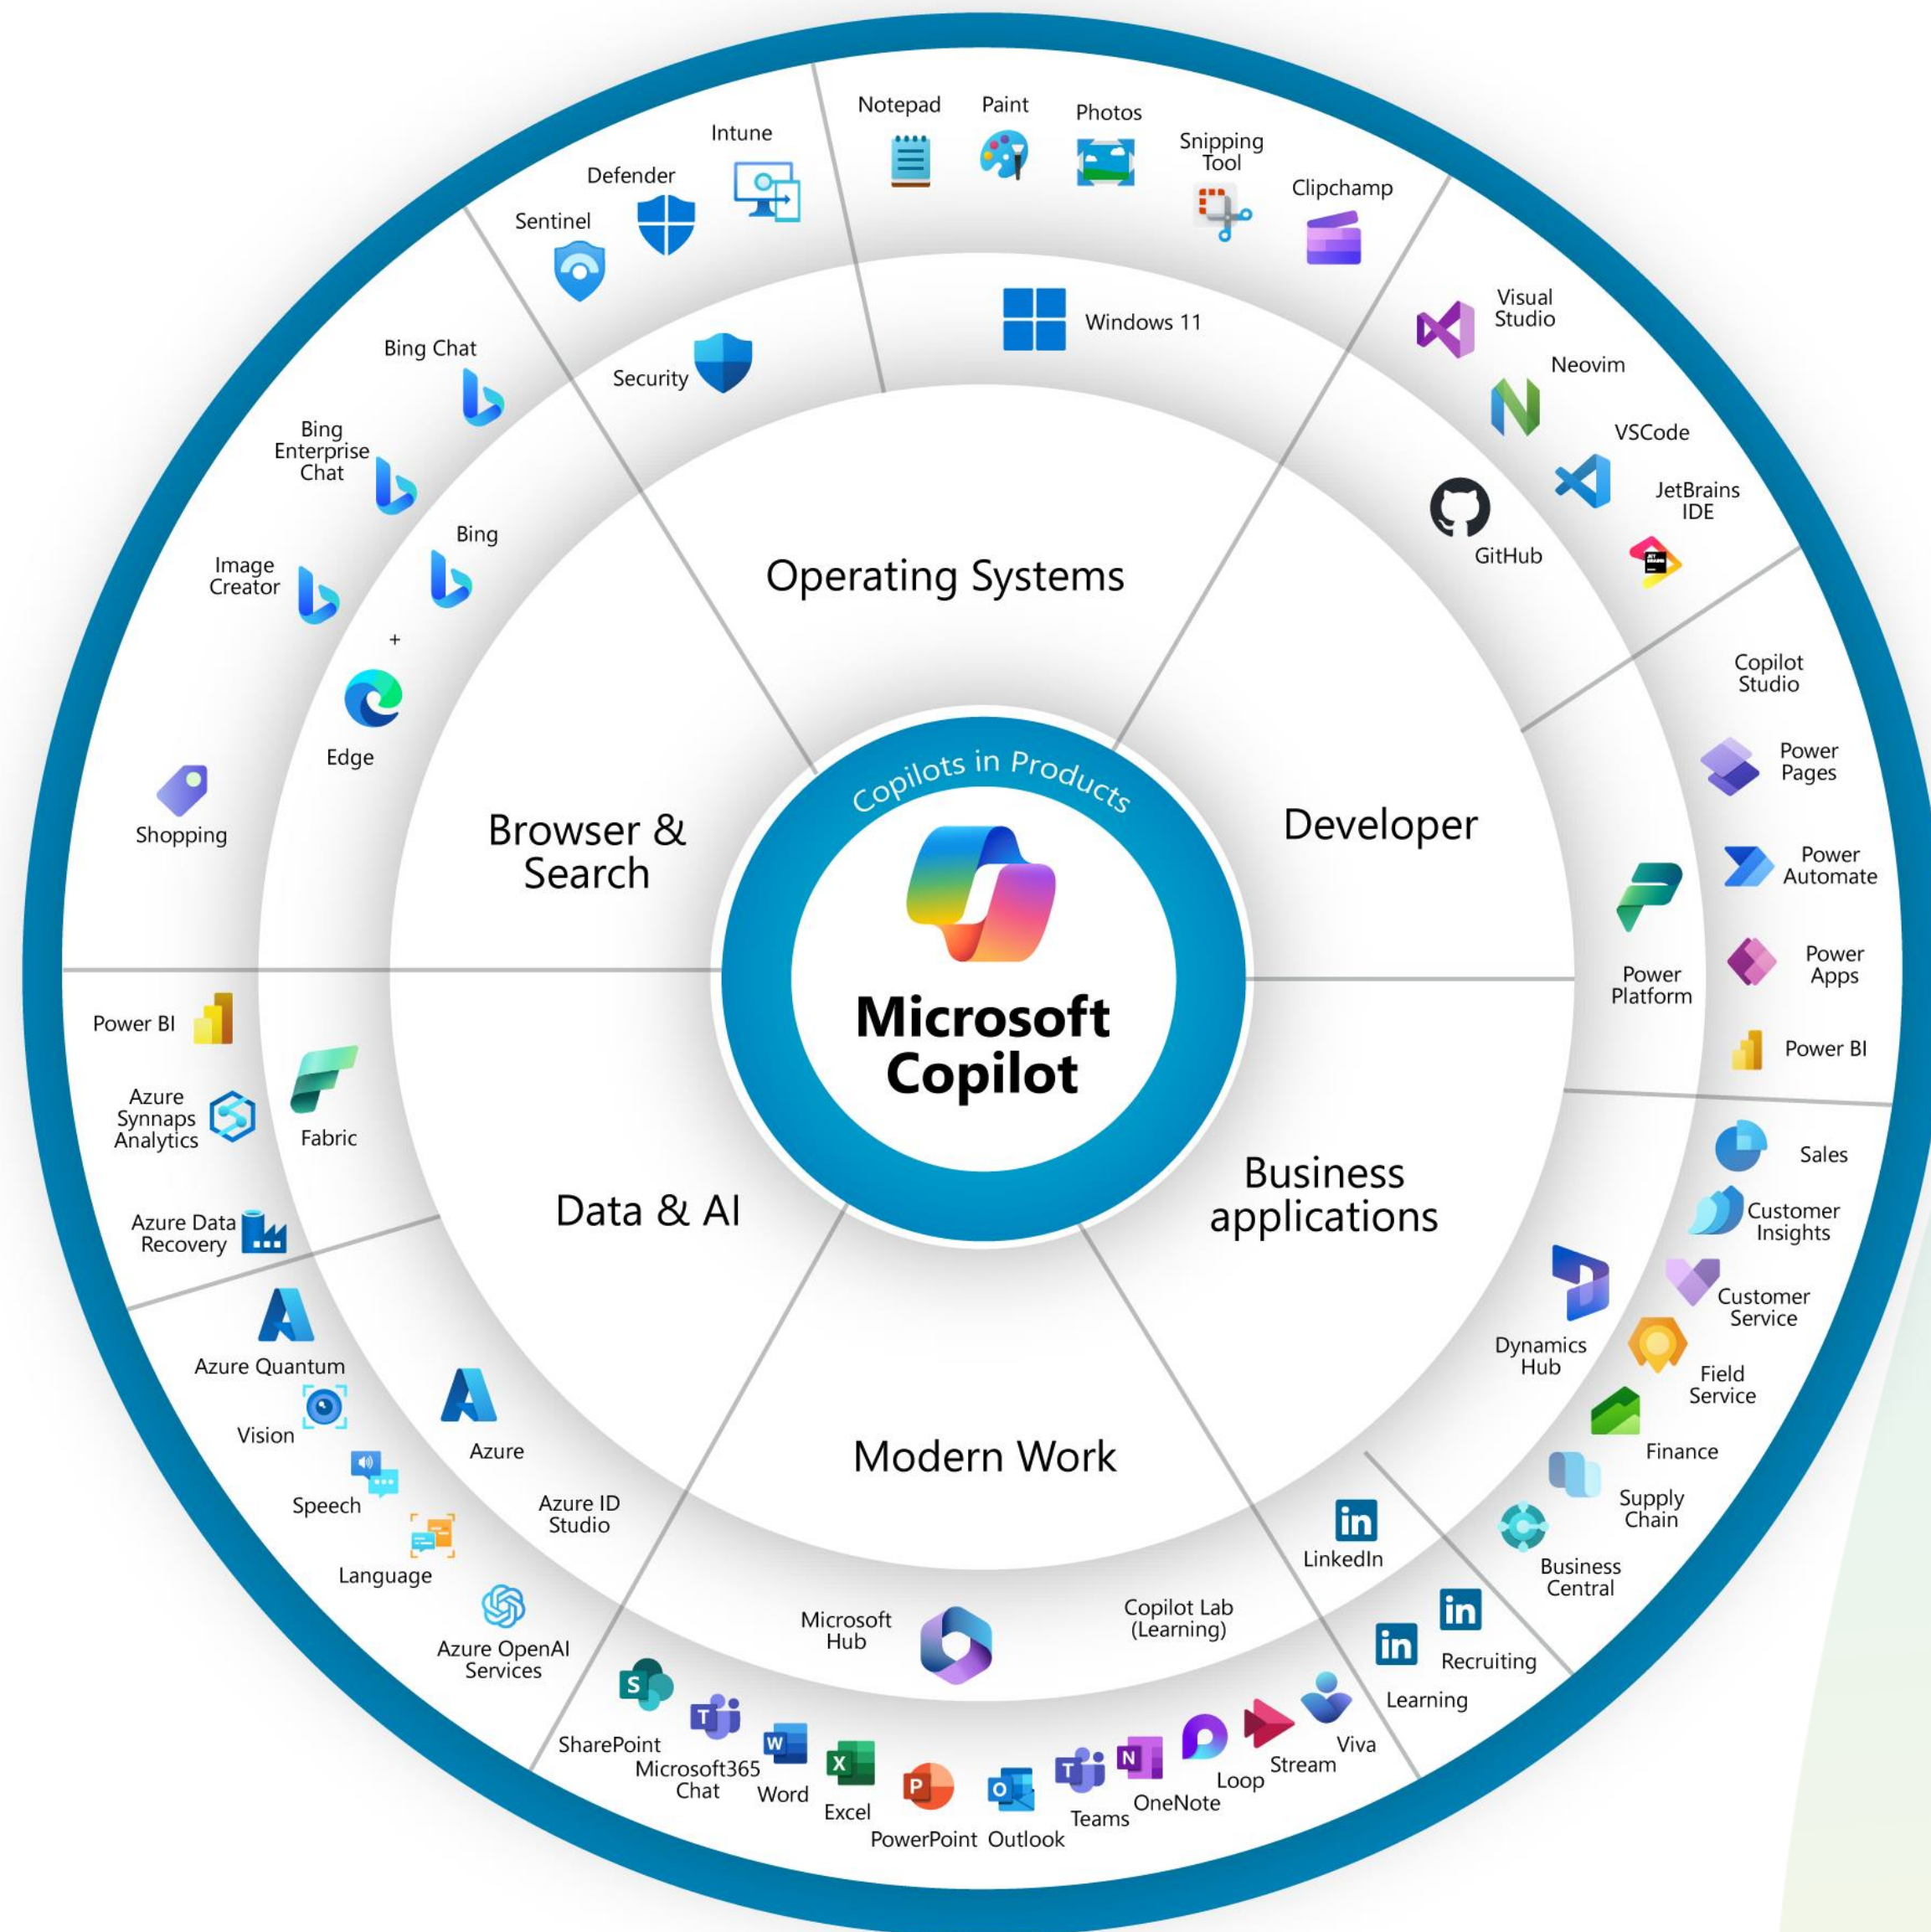 Notepad
Paint
Photos
Snipping
Tool
Clipchamp
Windows 11
Intune
Defender
Sentinel
Security
Operating Systems
Visual
Studio
Neovim
VSCode
JetBrains
IDE
GitHub
Developer
Copilot
Studio
Power
Pages
Power
Automate
Power
Apps
Power BI
Power
Platform
Business
applications
Sales
Customer
Insights
Customer
Service
Field
Service
Finance
Supply
Chain
Business
Central
Dynamics
Hub
LinkedIn
in
in
Recruiting
in
Learning
Modern Work
Microsoft
Hub
Copilot Lab
(Learning)
S
SharePoint
T
Microsoft365
Chat
W
Word
X
Excel
P
PowerPoint
O
Outlook
T
Teams
N
OneNote
Loop
Stream
Viva
Data & AI
Azure
Azure ID
Studio
Azure Quantum
Vision
Speech
Language
Azure OpenAI
Services
Fabric
Power BI
Azure
Synnaps
Analytics
Azure Data
Recovery
Browser &
Search
Bing
+
Edge
Bing Chat
Bing
Enterprise
Chat
Image
Creator
Shopping
Copilots in Products
Microsoft
Copilot
JET
BRAINS